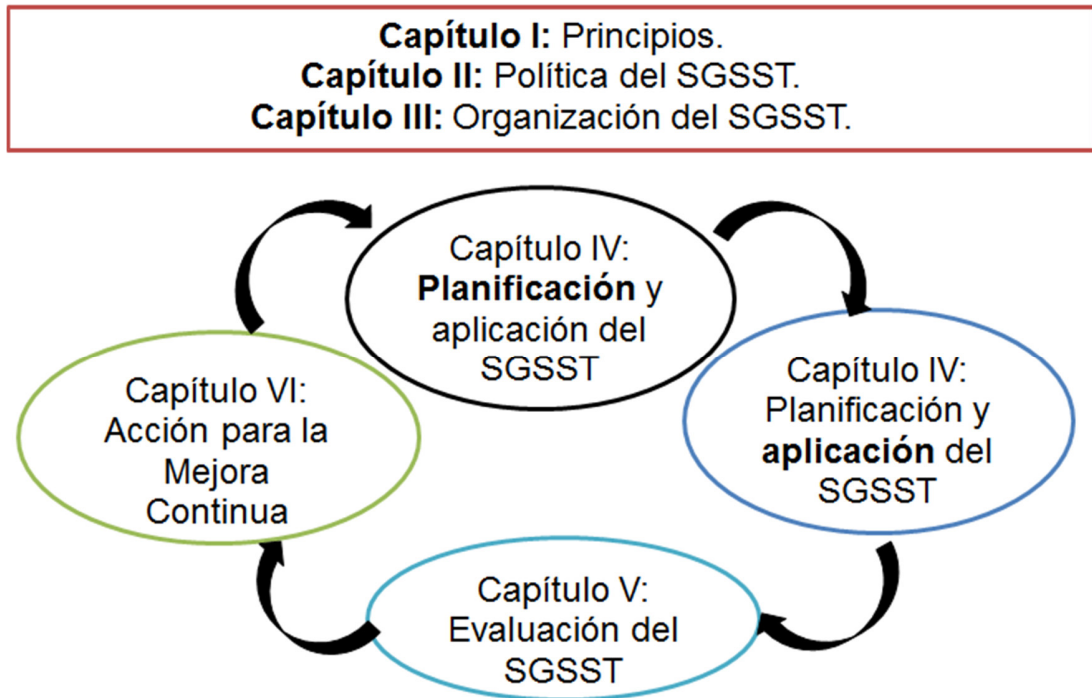 Capítulo I: Principios.
Capítulo II: Política del SGSST.
Capítulo III: Organización del SGSST.
Capítulo IV:
Planificación y
aplicación del
SGSST
Capítulo IV:
Planificación y
aplicación del
SGSST
Capítulo V:
Evaluación del
SGSST
Capítulo VI:
Acción para la
Mejora
Continua